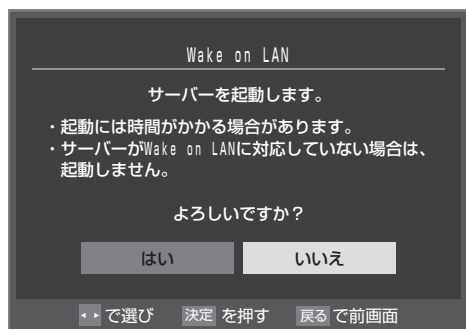 Wake on LAN
サーバーを起動します。
・起動には時間がかかる場合があります。
・サーバーがWake on LANに対応していない場合は、
起動しません。
よろしいですか？
はい いいえ
で選び 決定 を押す 戻る で前画面